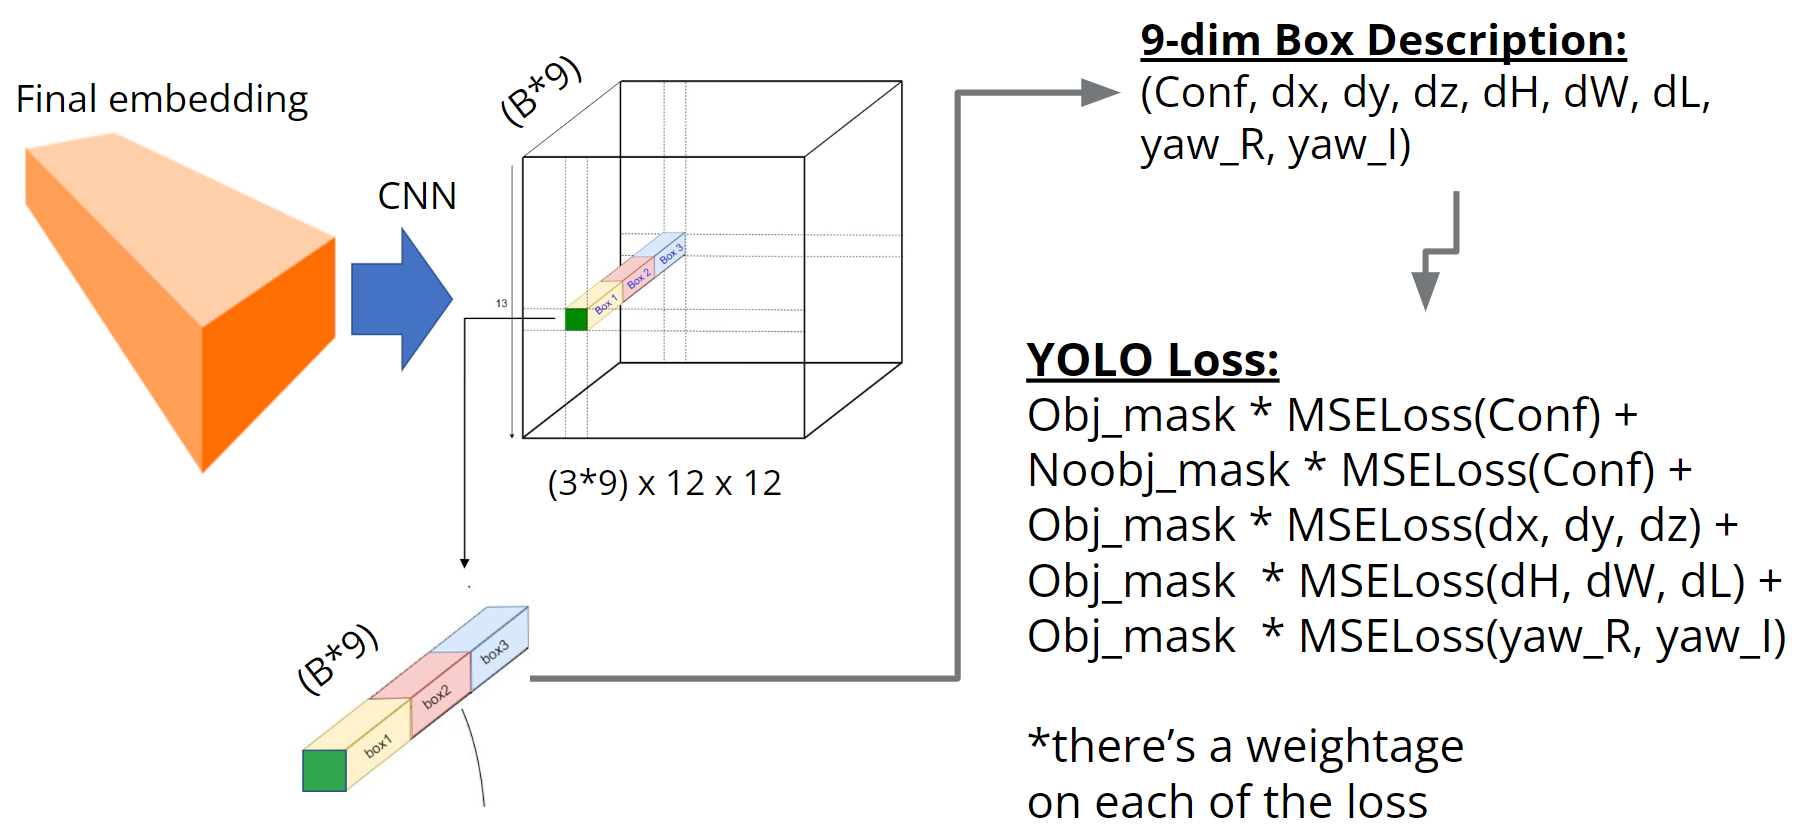 Final embedding
CNN
(B*9)
13
Box 1
Box 2
Box 3
(3*9) x 12 x 12
(B*9)
box1
box2
box3
9-dim Box Description:
(Conf, dx, dy, dz, dH, dW, dL,
yaw_R, yaw_I)
YOLO Loss:
Obj_mask * MSELoss(Conf) +
Noobj_mask * MSELoss(Conf) +
Obj_mask * MSELoss(dx, dy, dz) +
Obj_mask  * MSELoss(dH, dW, dL) +
Obj_mask  * MSELoss(yaw_R, yaw_I)
*there's a weightage
on each of the loss